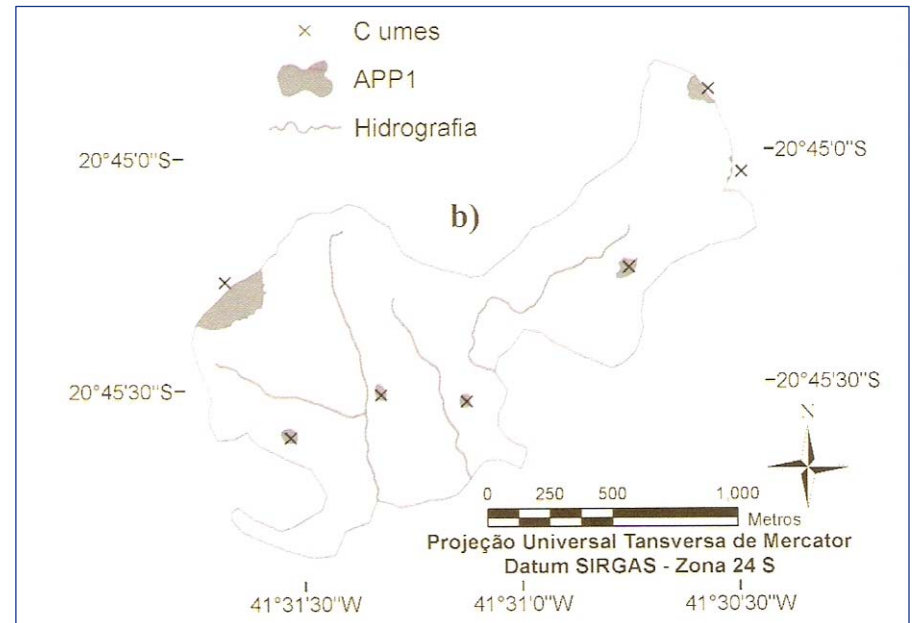 C umes
APP1
Hidrografia
20°45'0"S
20°45'0"S
b)
20°45'30"S
20°45'30"S
N
0 250 500 1,000
Metros
Projeção Universal Tansversa de Mercator
Datum SIRGAS - Zona 24 S
41°31'30"W 41°31'0"W 41°30'30"W